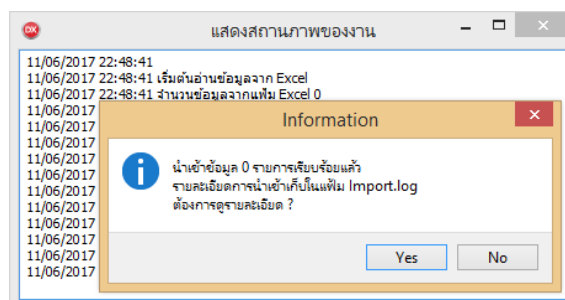 DX
แสดงสถานภาพของงาน
11/06/2017 22:48:41
11/06/2017 22:48:41 เริ่มต้นอ่านข้อมูลจาก Excel
11/06/2017 22:48:41 จำนวนข้อมูลจากแฟ้ม Excel 0
11/06/2017
11/06/2017
11/06/2017
11/06/2017
11/06/2017
11/06/2017
11/06/2017
11/06/2017
11/06/2017
11/06/2017
11/06/2017
Information
นำเข้าข้อมูล 0 รายการเรียบร้อยแล้ว
รายละเอียดการนำเข้าเก็บในแฟ้ม Import.log
ต้องการดูรายละเอียด ?
Yes
No